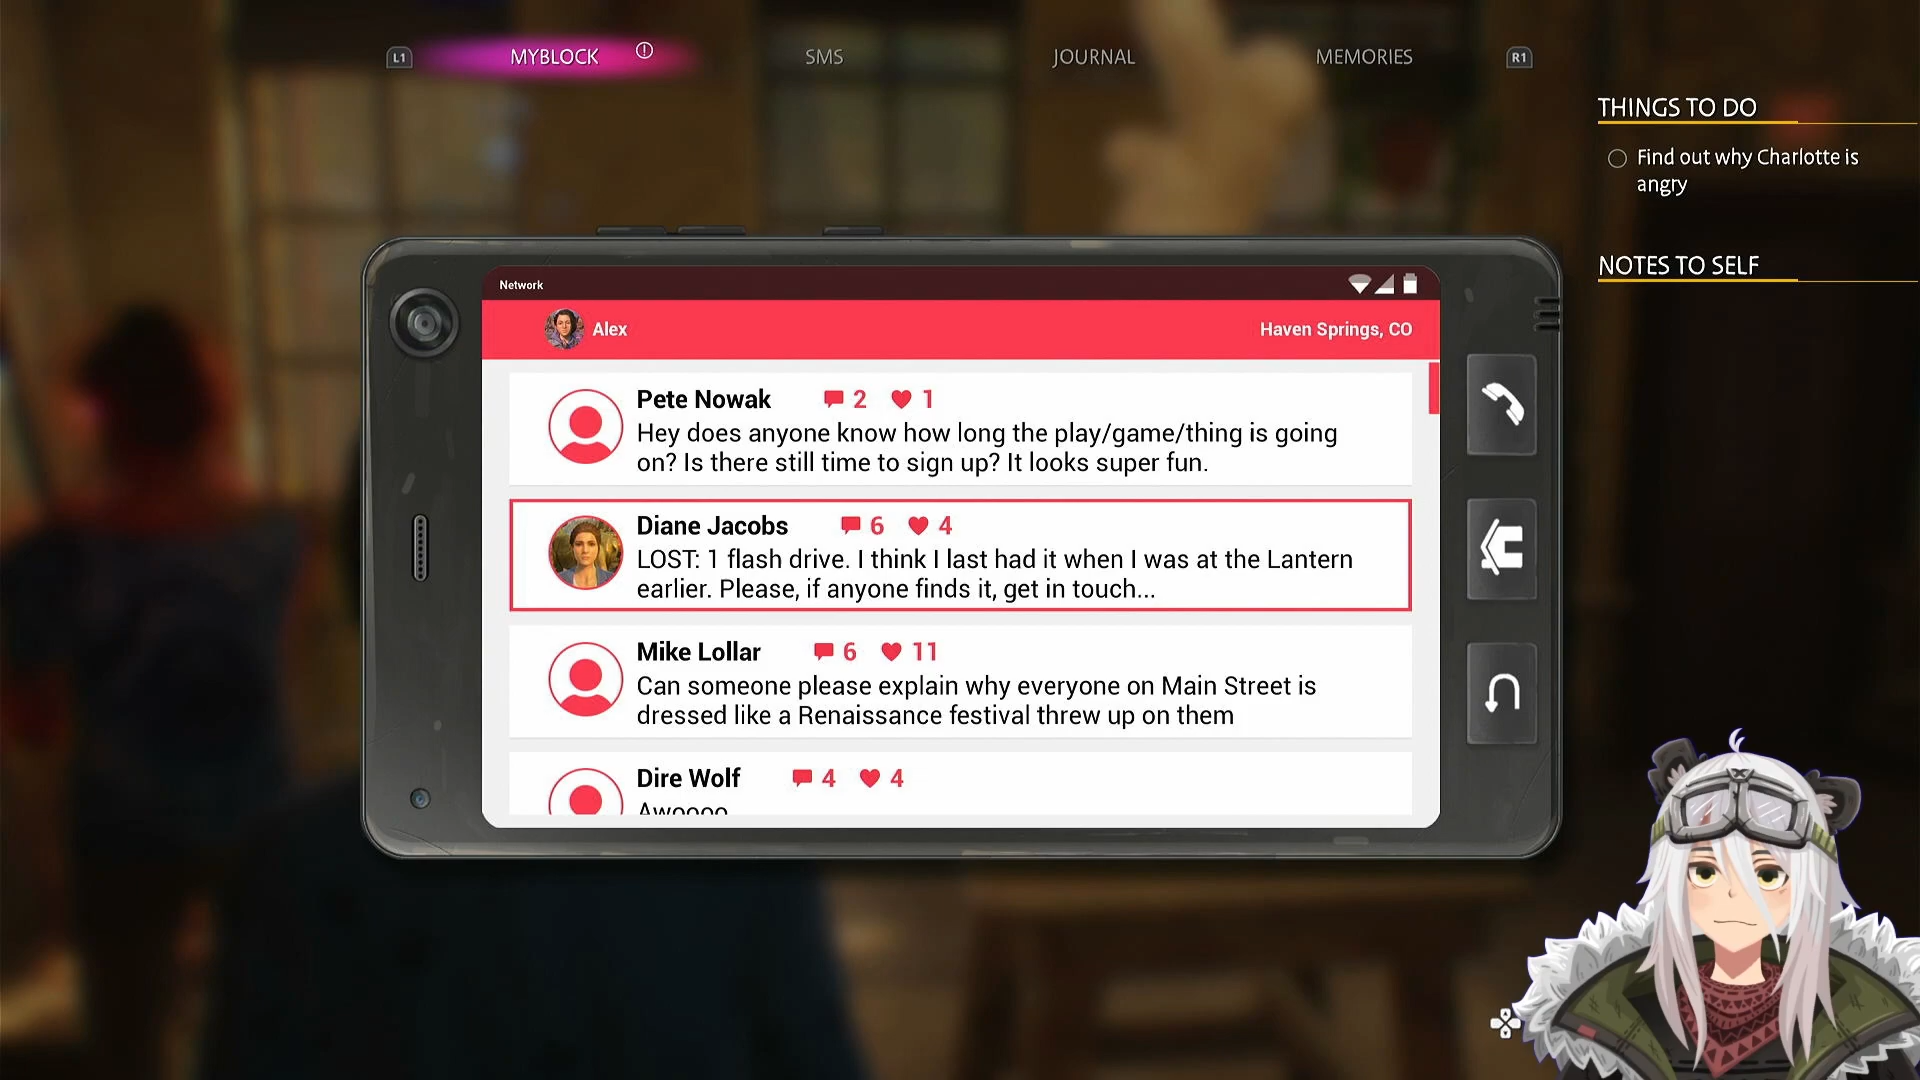 L1
MYBLOCK
SMS
JOURNAL
MEMORIES
R1
THINGS TO DO
Find out why Charlotte is
angry
NOTES TO SELF
Network
Alex
Haven Springs, CO
Pete Nowak 2 1
Hey does anyone know how long the play/game/thing is going
on? Is there still time to sign up? It looks super fun.
Diane Jacobs 6 4
LOST: 1 flash drive. I think I last had it when I was at the Lantern
earlier. Please, if anyone finds it, get in touch...
Mike Lollar 6 11
Can someone please explain why everyone on Main Street is
dressed like a Renaissance festival threw up on them
Dire Wolf 4 4
Awoooo